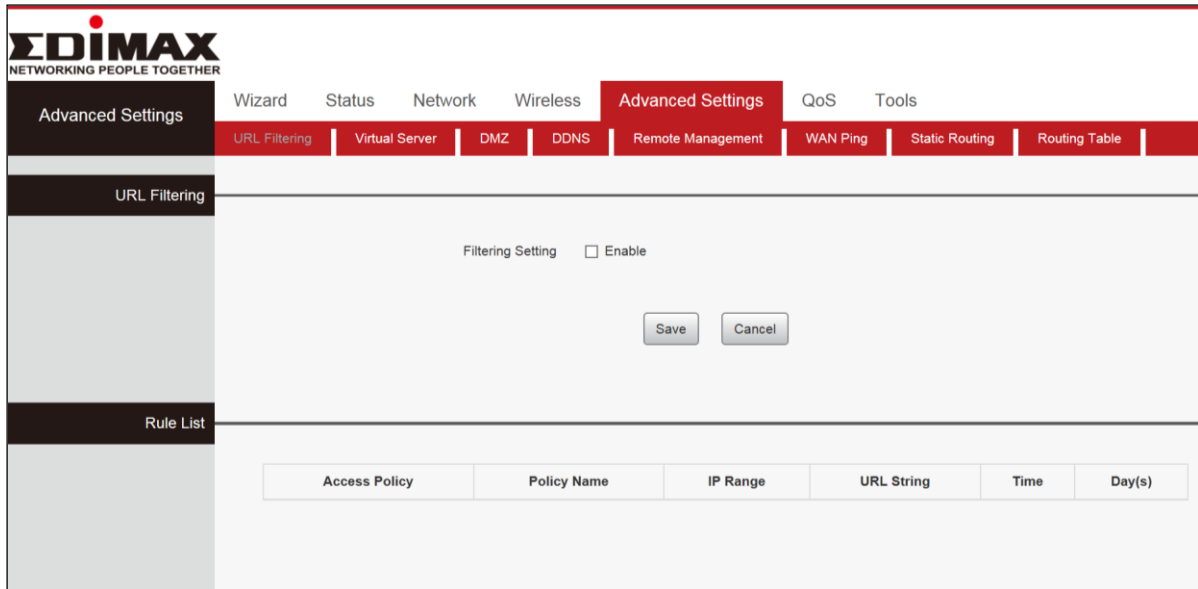 EDIMAX
NETWORKING PEOPLE TOGETHER
Advanced Settings
Wizard Status Network Wireless Advanced Settings QoS Tools
URL Filtering Virtual Server DMZ DDNS Remote Management WAN Ping Static Routing Routing Table
URL Filtering
Filtering Setting Enable
Save Cancel
Rule List
Access Policy Policy Name IP Range URL String Time Day(s)